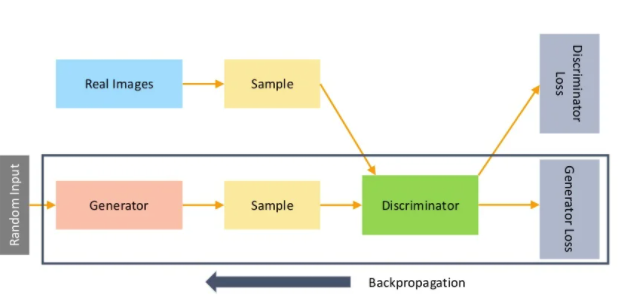 Real Images
Sample
Discriminator
Loss
Random Input
Generator
Sample
Discriminator
Generator Loss
Backpropagation